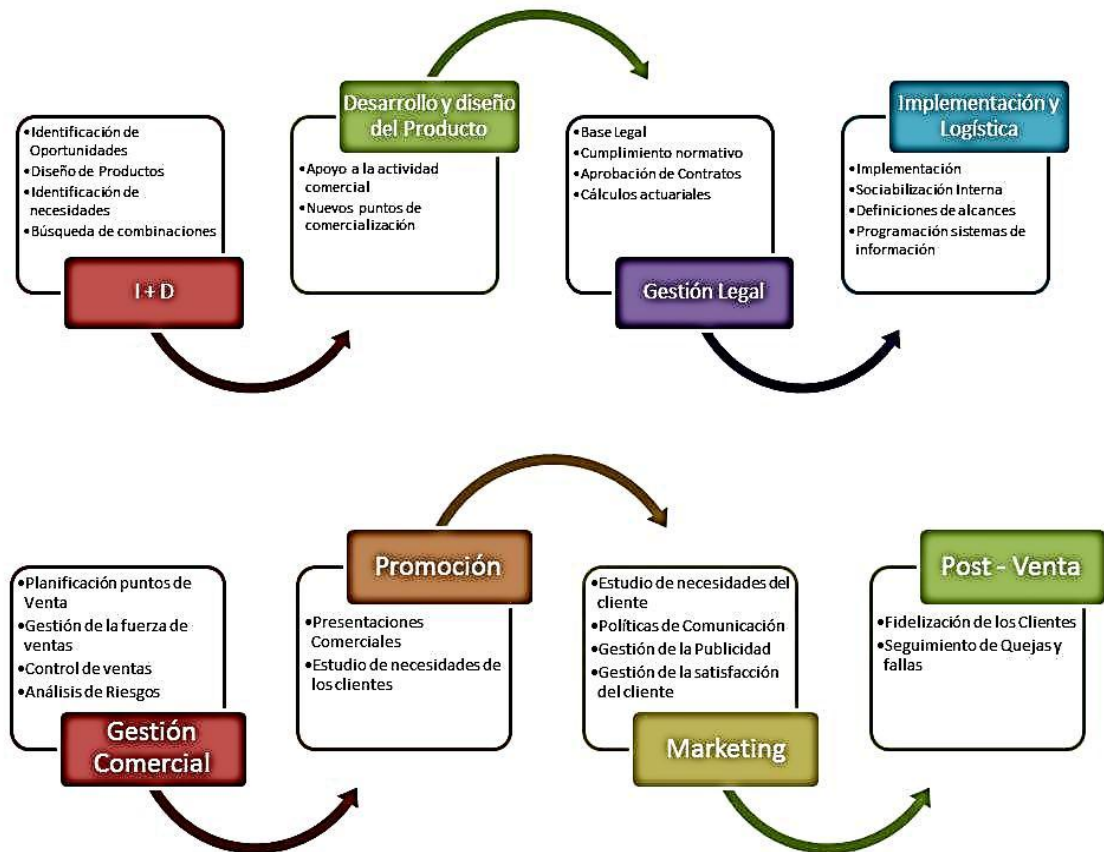 •Identificación de
Oportunidades
•Diseño de Productos
•Identificación de
necesidades
•Búsqueda de combinaciones
I + D
Desarrollo y diseño
del Producto
•Apoyo a la actividad
comercial
•Nuevos puntos de
comercialización
•Base Legal
•Cumplimiento normativo
•Aprobación de Contratos
•Cálculos actuariales
Gestión Legal
Implementación y
Logística
•Implementación
•Sociabilización Interna
•Definiciones de alcances
•Programación sistemas de
información
•Planificación puntos de
Venta
•Gestión de la fuerza de
ventas
•Control de ventas
•Análisis de Riesgos
Gestión
Comercial
Promoción
•Presentaciones
Comerciales
•Estudio de necesidades de
los clientes
•Estudio de necesidades del
cliente
•Políticas de Comunicación
•Gestión de la Publicidad
•Gestión de la satisfacción
del cliente
Marketing
Post - Venta
•Fidelización de los Clientes
•Seguimiento de Quejas y
fallas